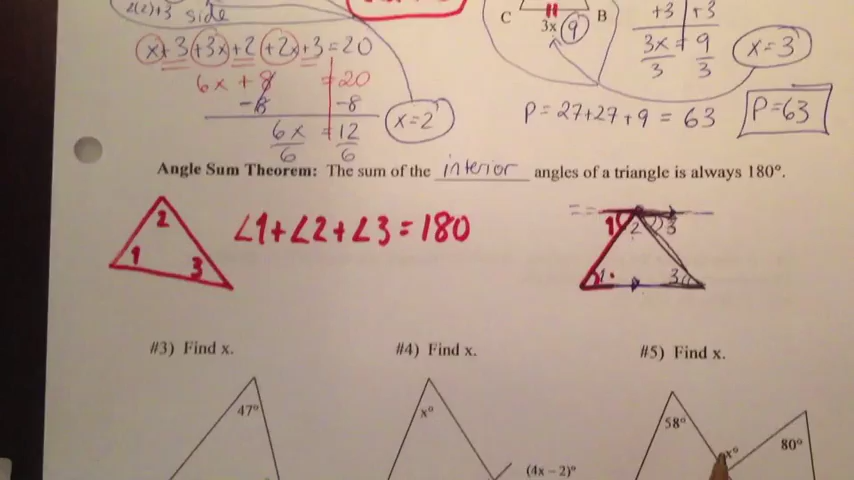 2(2)+3 side
x+3+3x+2+2x+3=20
6x + 8 = 20
-8 -8
6x = 12
6 6
x=2
C 3x 9 B
+3 +3
3x = 9
3 3
x=3
P = 27+27+9 = 63
P=63
Angle Sum Theorem: The sum of the interior angles of a triangle is always 180°.
2
1
3
∠1+∠2+∠3=180
= =
1 2 3
1 3
#3) Find x.
#4) Find x.
#5) Find x.
47°
x°
(4x – 2)°
58°
x°
80°